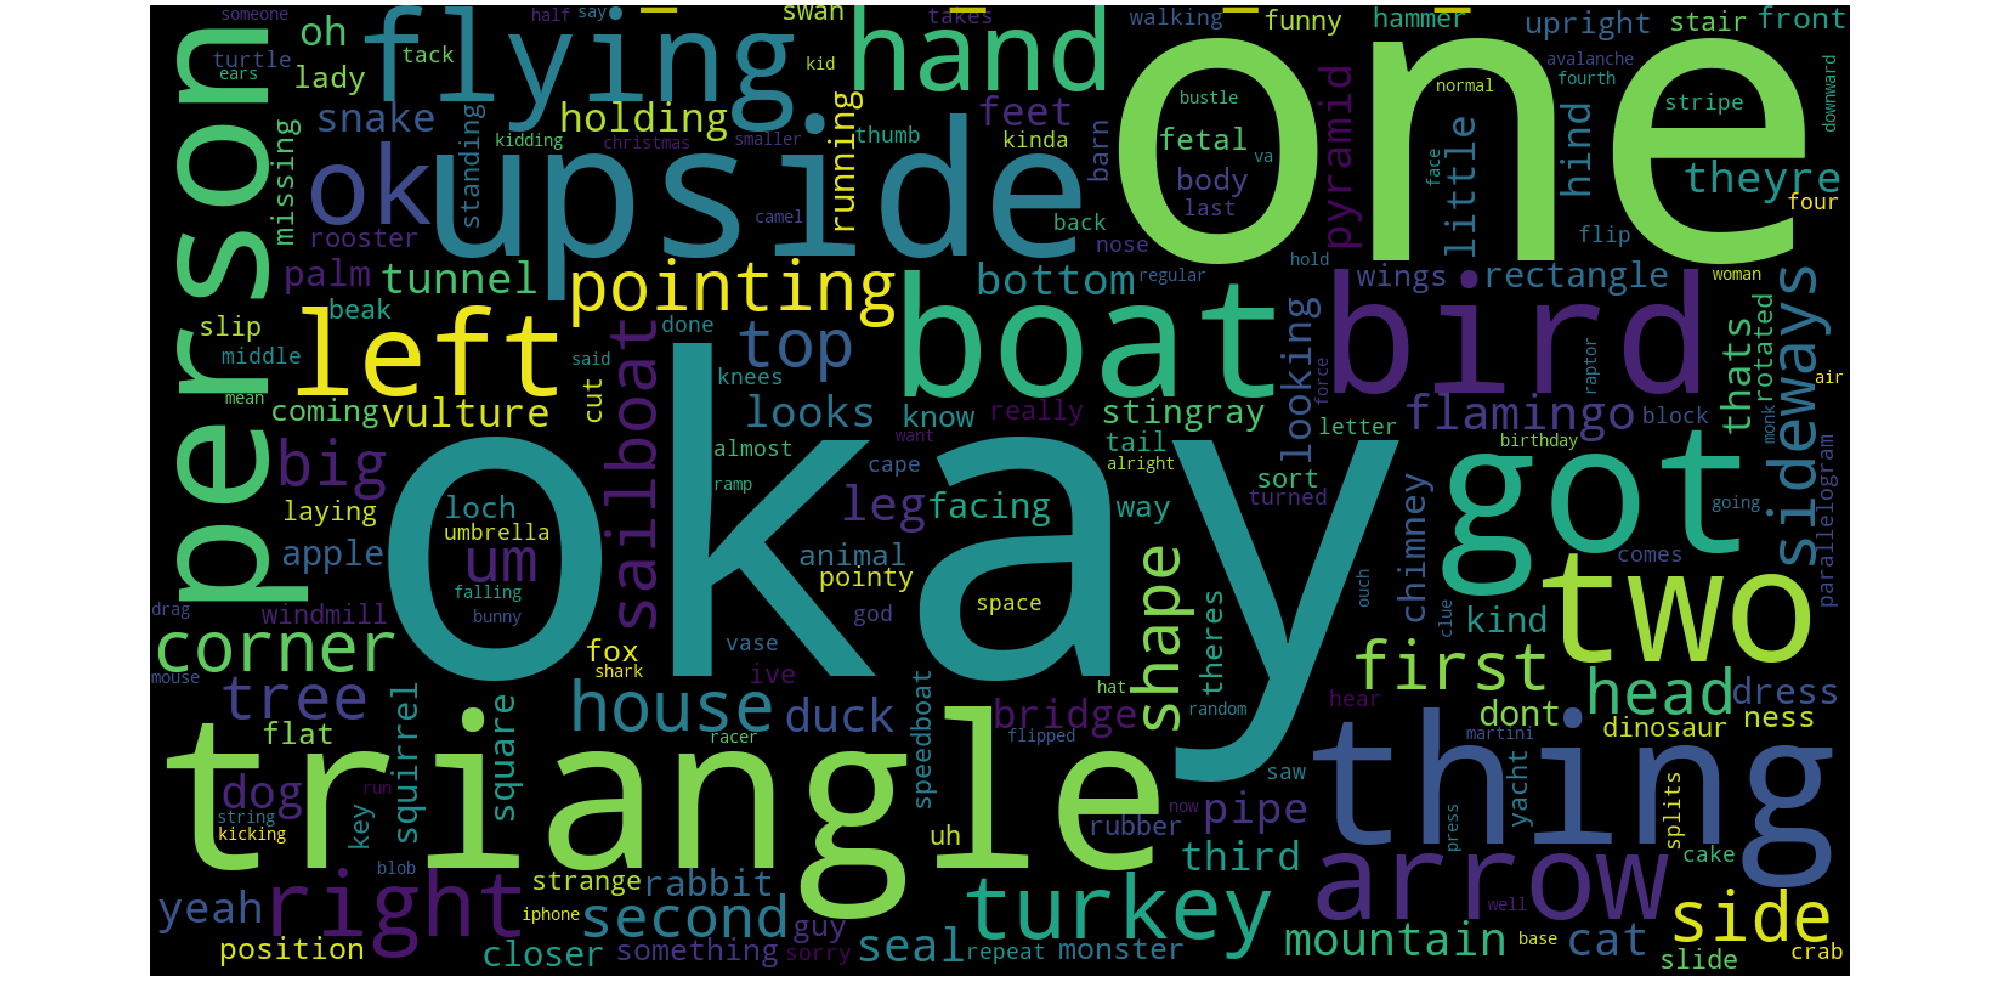 someone
half
say
swan
takes
walking
funny
hammer
upright
stair
front
oh
flying
hand
one
turtle
tack
ears
lady
kid
person
snake
holding
running
feet
bustle
normal
avalanche
fourth
stripe
downward
missing
standing
kidding
christmas
smaller
thumb
kinda
barn
fetal
va
pyramid
face
little
hind
theyre
four
ok
upside
camel
back
body
last
nose
rooster
flip
palm
tunnel
pointing
bottom
regular
hold
wings
rectangle
woman
beak
slip
left
sailboat
done
top
boat
looking
bird
raptor
thats
rotated
sideways
middle
said
mean
knees
force
air
coming
vulture
cut
looks
know
really
stingray
letter
flamingo
block
monk
big
almost
want
tail
alright
birthday
cape
sort
ramp
turned
parallelogram
laying
loch
okay
leg
facing
way
got
going
umbrella
apple
um
animal
chimney
comes
pointy
shape
ouch
two
falling
drag
windmill
bunny
god
space
theres
clue
kind
corner
vase
fox
shark
ive
first
mouse
tree
squirrel
square
house
duck
speedboat
bridge
hat
random
hear
head
dress
dont
flat
racer
flipped
martini
dinosaur
ness
triangle
thing
dog
run
saw
yacht
splits
string
kicking
key
uh
rubber
now
pipe
press
blob
third
cake
strange
rabbit
turkey
arrow
yeah
right
iphone
second
guy
well
side
position
closer
something
sorry
seal
repeat
monster
mountain
base
cat
slide
crab